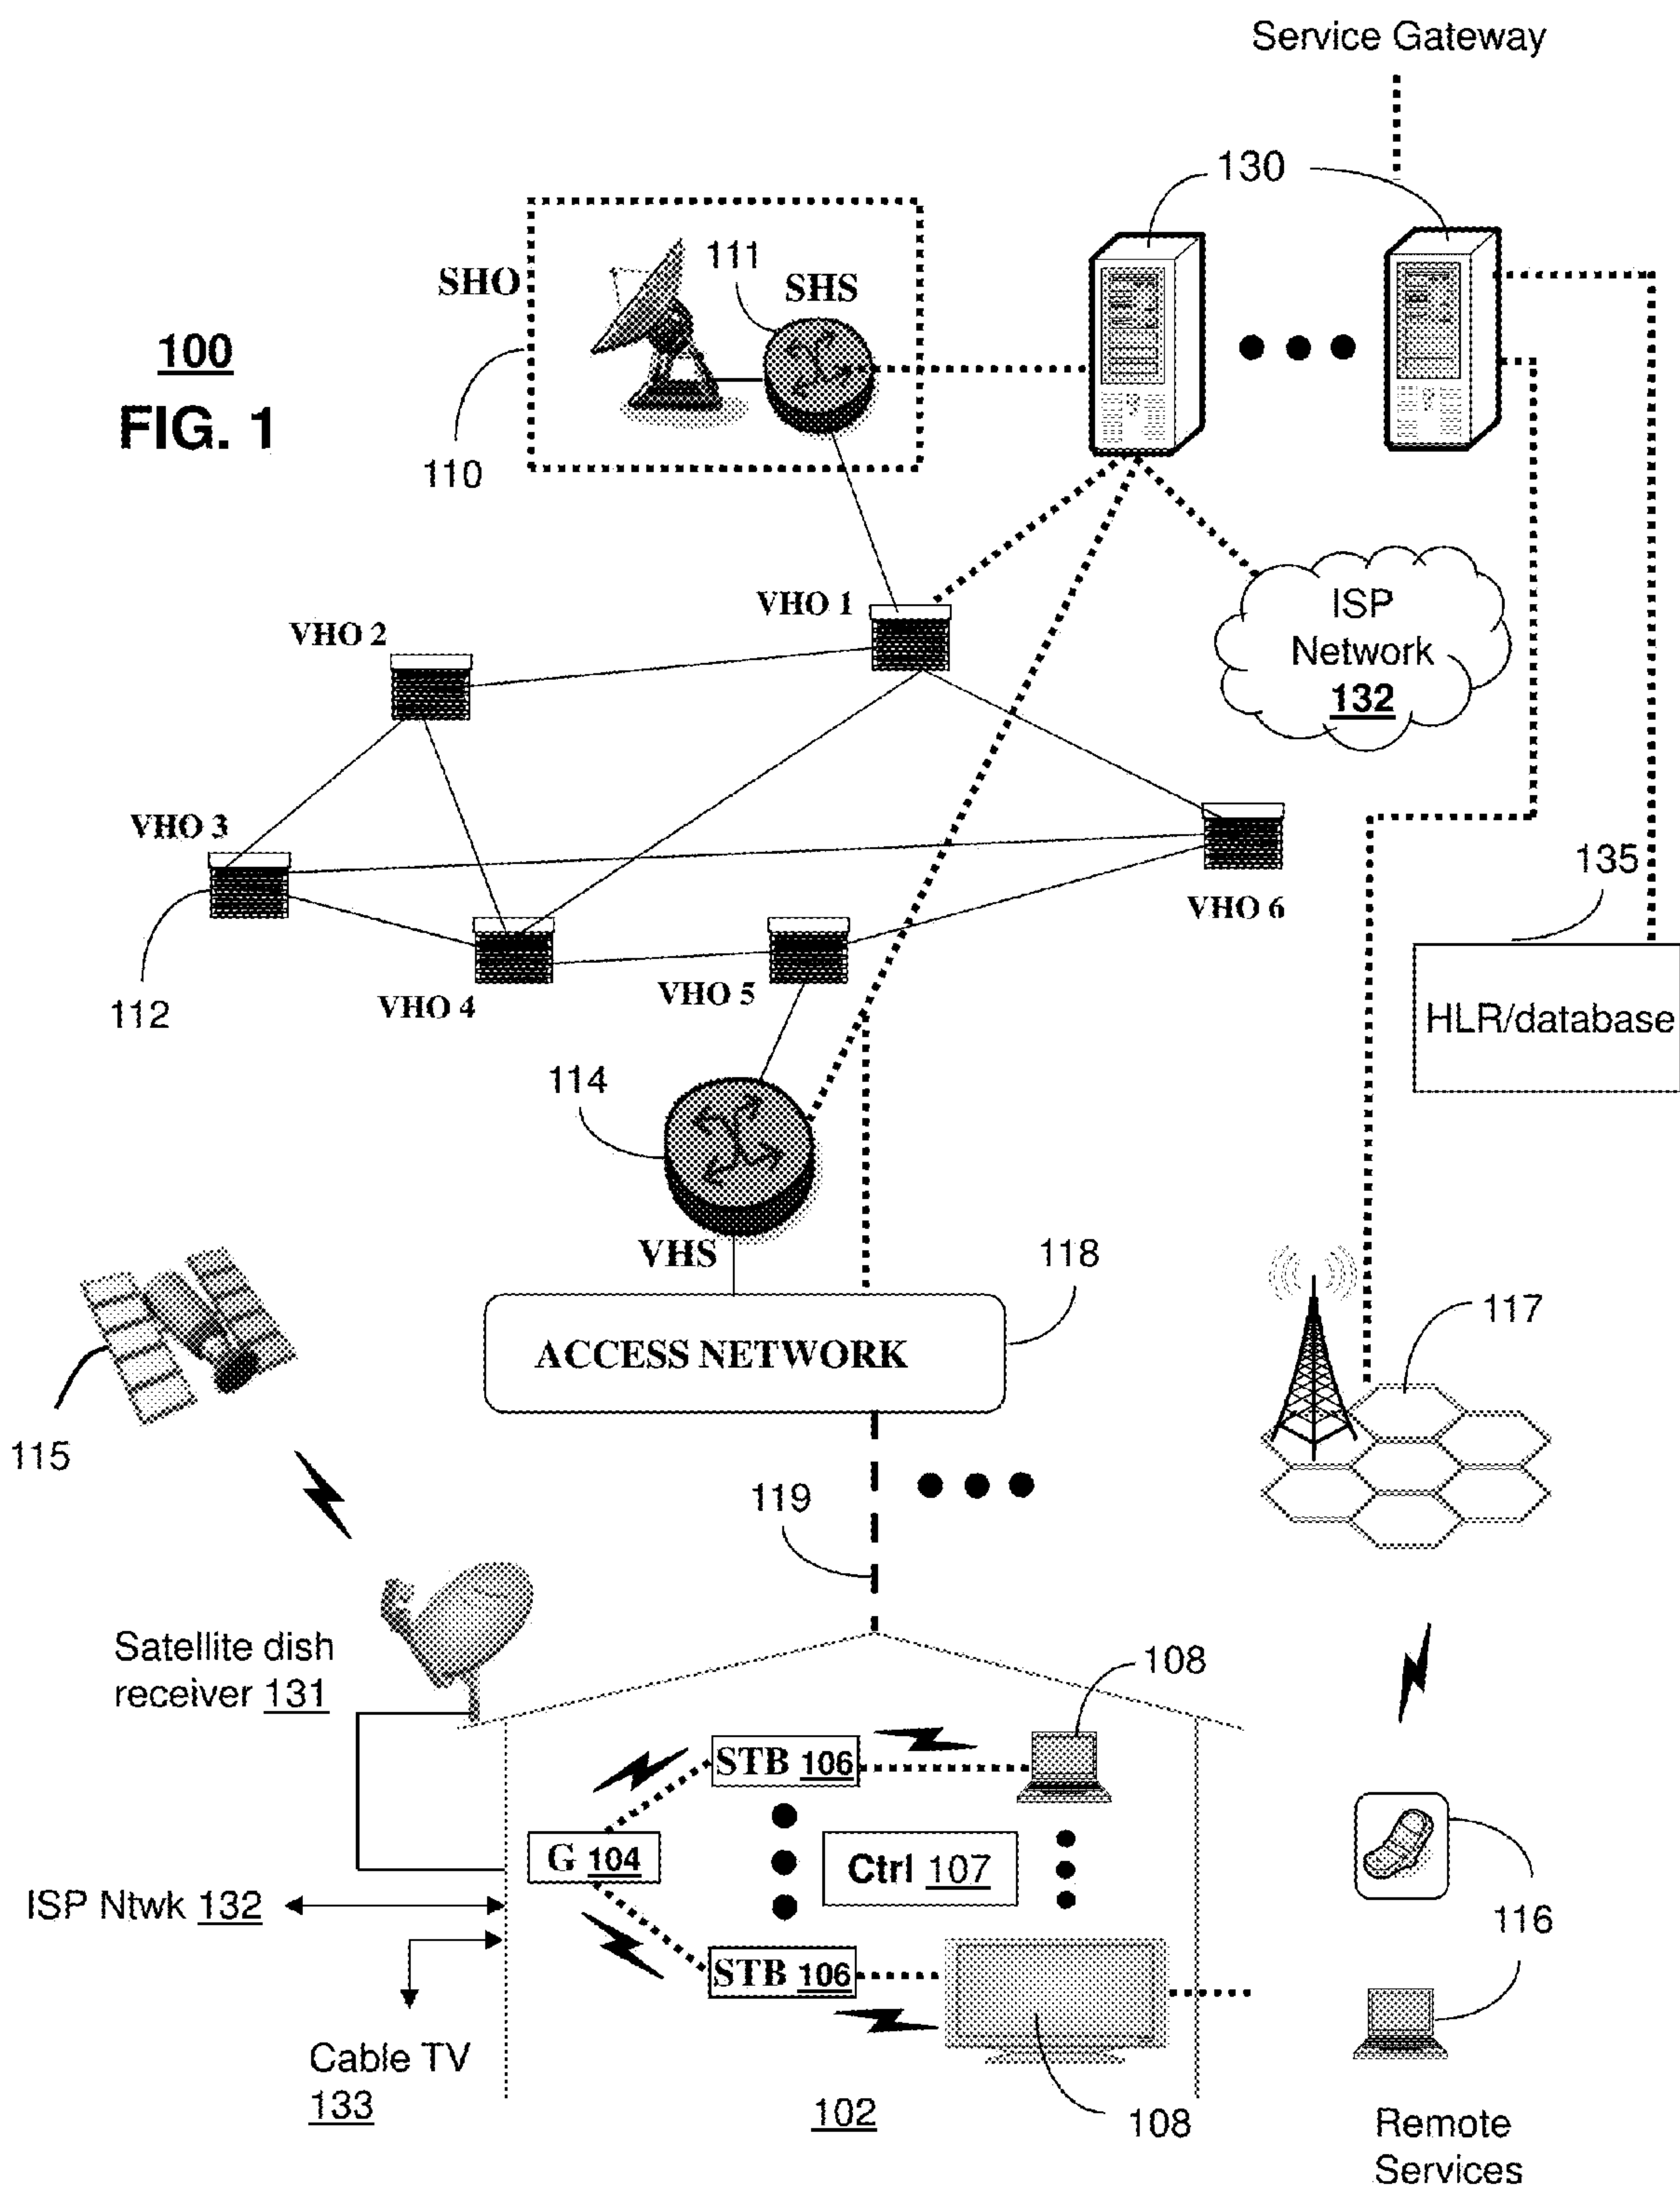 Service Gateway
130
111
SHO
SHS
100
FIG. 1
110
VHO 1
VHO 2
ISP
Network
132
VHO 3
135
VHO 6
112
VHO 4
VHO 5
HLR/database
114
VHS
118
117
ACCESS NETWORK
115
119
Satellite dish
receiver 131
108
STB 106
G 104
Ctrl 107
ISP Ntwk 132
116
STB 106
Cable TV
133
102
108
Remote
Services